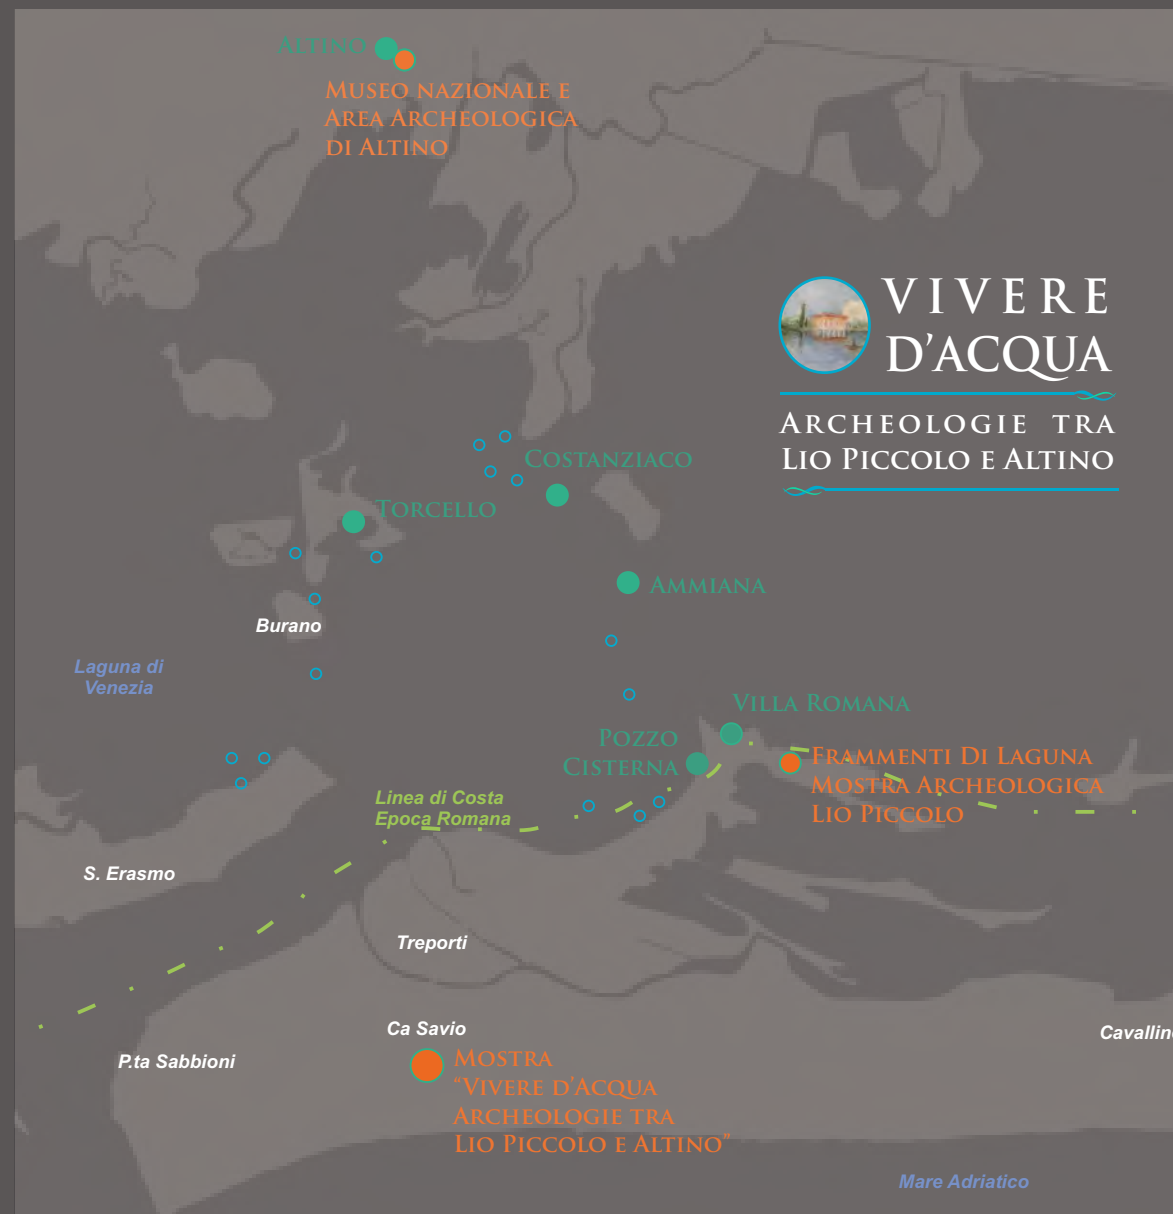 Altino
Museo nazionale e
Area Archeologica
di Altino
VIVERE
D'ACQUA
Archeologie tra
Lio Piccolo e Altino
Costanziaco
Torcello
Ammiana
Burano
Laguna di
Venezia
Villa Romana
Pozzo
Cisterna
Frammenti Di Laguna
Mostra Archeologica
Lio Piccolo
Linea di Costa
Epoca Romana
S. Erasmo
Treporti
Ca Savio
Cavallin
P.ta Sabbioni
Mostra
“Vivere d'Acqua
Archeologie tra
Lio Piccolo e Altino”
Mare Adriatico